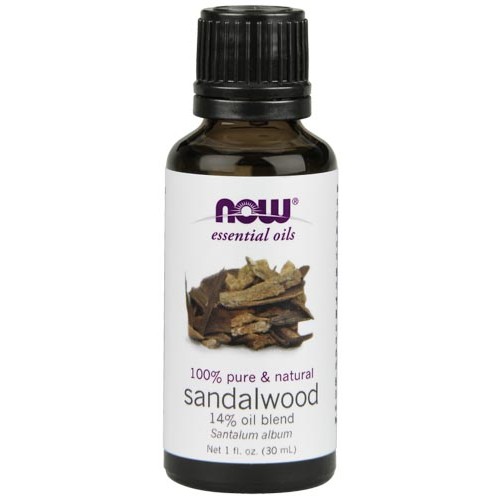 NOW®
essential oils
100% pure & natural
sandalwood
14% oil blend
Santalum album
Net 1 fl. oz. (30 mL)